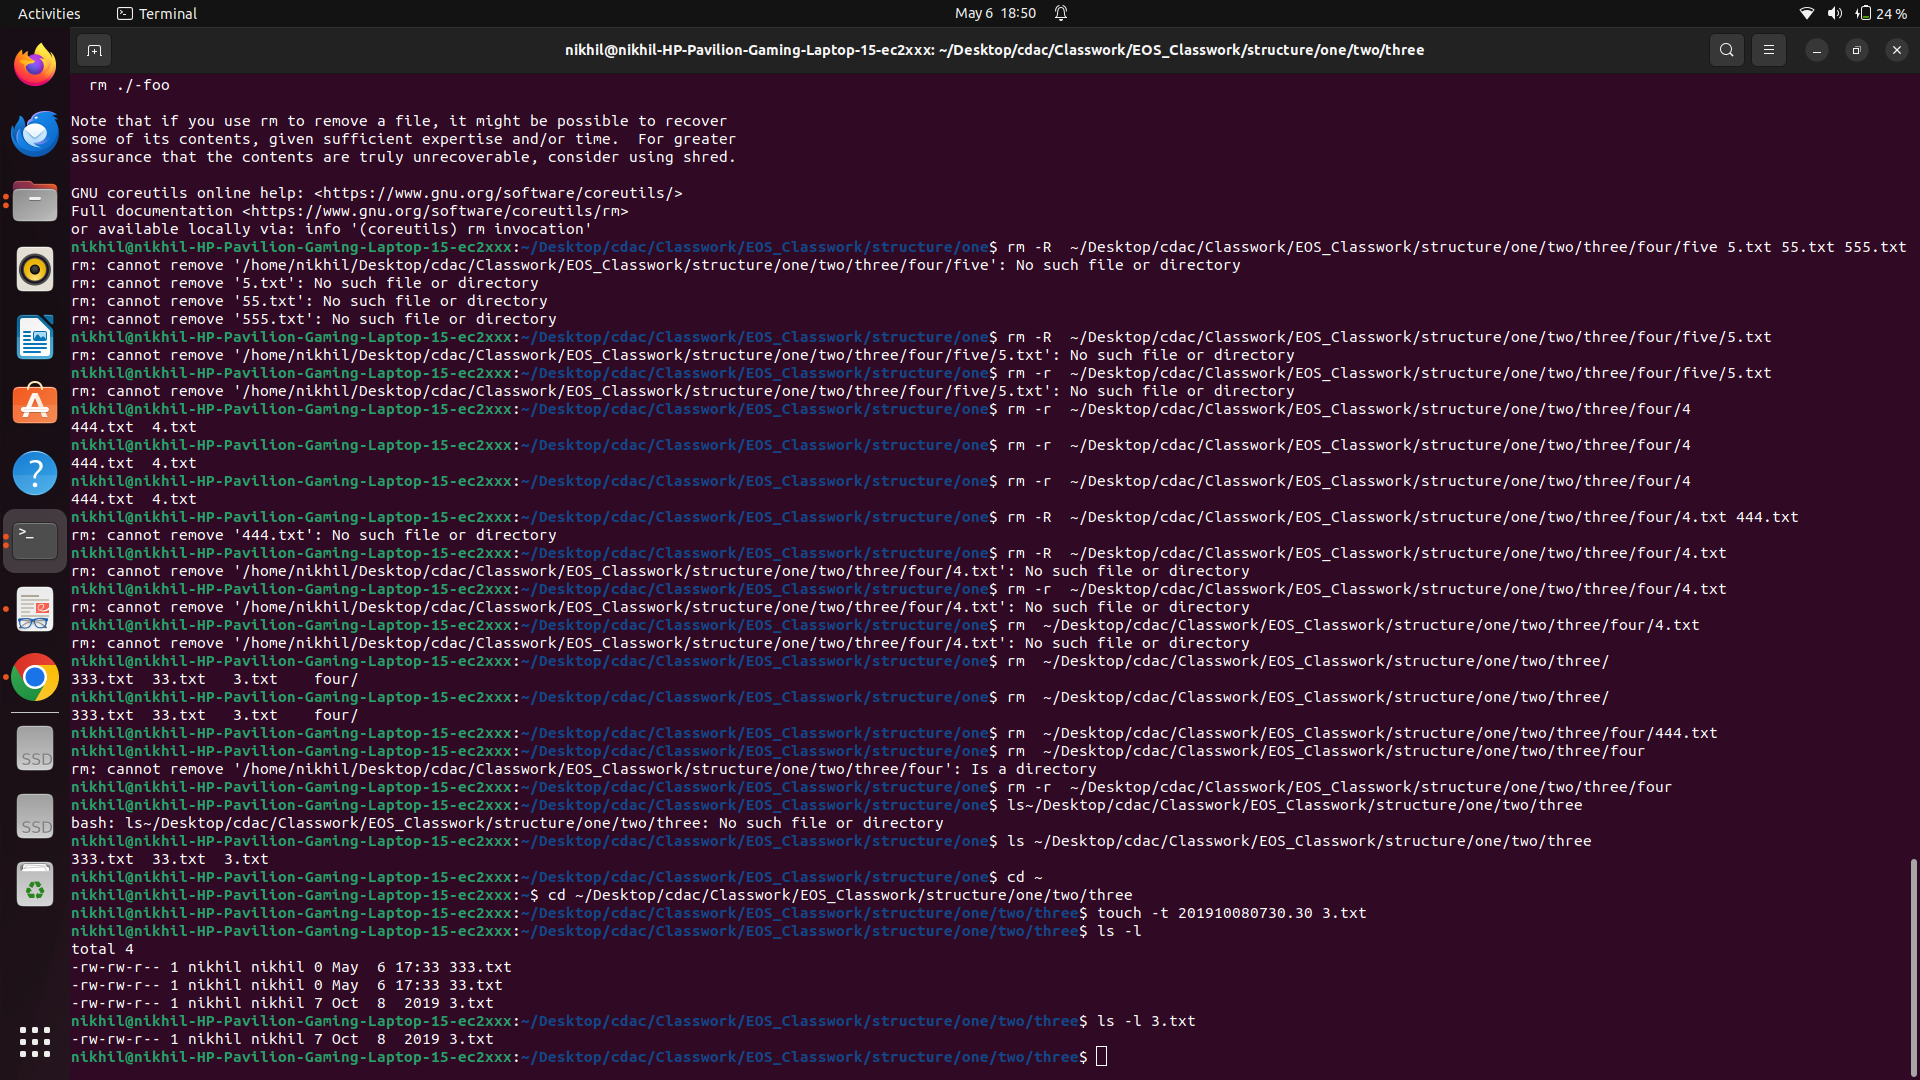 Activities
Terminal
May 6 18:50
24 %
nikhil@nikhil-HP-Pavilion-Gaming-Laptop-15-ec2xxx: ~/Desktop/cdac/Classwork/EOS_Classwork/structure/one/two/three
rm ./-foo
Note that if you use rm to remove a file, it might be possible to recover
some of its contents, given sufficient expertise and/or time.  For greater
assurance that the contents are truly unrecoverable, consider using shred.
GNU coreutils online help: <https://www.gnu.org/software/coreutils/>
Full documentation <https://www.gnu.org/software/coreutils/rm>
or available locally via: info '(coreutils) rm invocation'
nikhil@nikhil-HP-Pavilion-Gaming-Laptop-15-ec2xxx:~/Desktop/cdac/Classwork/EOS_Classwork/structure/one$ rm -R  ~/Desktop/cdac/Classwork/EOS_Classwork/structure/one/two/three/four/five 5.txt 55.txt 555.txt
rm: cannot remove '/home/nikhil/Desktop/cdac/Classwork/EOS_Classwork/structure/one/two/three/four/five': No such file or directory
rm: cannot remove '5.txt': No such file or directory
rm: cannot remove '55.txt': No such file or directory
rm: cannot remove '555.txt': No such file or directory
nikhil@nikhil-HP-Pavilion-Gaming-Laptop-15-ec2xxx:~/Desktop/cdac/Classwork/EOS_Classwork/structure/one$ rm -R  ~/Desktop/cdac/Classwork/EOS_Classwork/structure/one/two/three/four/five/5.txt
rm: cannot remove '/home/nikhil/Desktop/cdac/Classwork/EOS_Classwork/structure/one/two/three/four/five/5.txt': No such file or directory
nikhil@nikhil-HP-Pavilion-Gaming-Laptop-15-ec2xxx:~/Desktop/cdac/Classwork/EOS_Classwork/structure/one$ rm -r  ~/Desktop/cdac/Classwork/EOS_Classwork/structure/one/two/three/four/five/5.txt
rm: cannot remove '/home/nikhil/Desktop/cdac/Classwork/EOS_Classwork/structure/one/two/three/four/five/5.txt': No such file or directory
nikhil@nikhil-HP-Pavilion-Gaming-Laptop-15-ec2xxx:~/Desktop/cdac/Classwork/EOS_Classwork/structure/one$ rm -r  ~/Desktop/cdac/Classwork/EOS_Classwork/structure/one/two/three/four/4
444.txt  4.txt
nikhil@nikhil-HP-Pavilion-Gaming-Laptop-15-ec2xxx:~/Desktop/cdac/Classwork/EOS_Classwork/structure/one$ rm -r  ~/Desktop/cdac/Classwork/EOS_Classwork/structure/one/two/three/four/4
444.txt  4.txt
nikhil@nikhil-HP-Pavilion-Gaming-Laptop-15-ec2xxx:~/Desktop/cdac/Classwork/EOS_Classwork/structure/one$ rm -r  ~/Desktop/cdac/Classwork/EOS_Classwork/structure/one/two/three/four/4
444.txt  4.txt
nikhil@nikhil-HP-Pavilion-Gaming-Laptop-15-ec2xxx:~/Desktop/cdac/Classwork/EOS_Classwork/structure/one$ rm -R  ~/Desktop/cdac/Classwork/EOS_Classwork/structure/one/two/three/four/4.txt 444.txt
rm: cannot remove '444.txt': No such file or directory
nikhil@nikhil-HP-Pavilion-Gaming-Laptop-15-ec2xxx:~/Desktop/cdac/Classwork/EOS_Classwork/structure/one$ rm -R  ~/Desktop/cdac/Classwork/EOS_Classwork/structure/one/two/three/four/4.txt
rm: cannot remove '/home/nikhil/Desktop/cdac/Classwork/EOS_Classwork/structure/one/two/three/four/4.txt': No such file or directory
nikhil@nikhil-HP-Pavilion-Gaming-Laptop-15-ec2xxx:~/Desktop/cdac/Classwork/EOS_Classwork/structure/one$ rm -r  ~/Desktop/cdac/Classwork/EOS_Classwork/structure/one/two/three/four/4.txt
rm: cannot remove '/home/nikhil/Desktop/cdac/Classwork/EOS_Classwork/structure/one/two/three/four/4.txt': No such file or directory
nikhil@nikhil-HP-Pavilion-Gaming-Laptop-15-ec2xxx:~/Desktop/cdac/Classwork/EOS_Classwork/structure/one$ rm  ~/Desktop/cdac/Classwork/EOS_Classwork/structure/one/two/three/four/4.txt
rm: cannot remove '/home/nikhil/Desktop/cdac/Classwork/EOS_Classwork/structure/one/two/three/four/4.txt': No such file or directory
nikhil@nikhil-HP-Pavilion-Gaming-Laptop-15-ec2xxx:~/Desktop/cdac/Classwork/EOS_Classwork/structure/one$ rm  ~/Desktop/cdac/Classwork/EOS_Classwork/structure/one/two/three/
333.txt  33.txt   3.txt    four/
nikhil@nikhil-HP-Pavilion-Gaming-Laptop-15-ec2xxx:~/Desktop/cdac/Classwork/EOS_Classwork/structure/one$ rm  ~/Desktop/cdac/Classwork/EOS_Classwork/structure/one/two/three/
333.txt  33.txt   3.txt    four/
nikhil@nikhil-HP-Pavilion-Gaming-Laptop-15-ec2xxx:~/Desktop/cdac/Classwork/EOS_Classwork/structure/one$ rm  ~/Desktop/cdac/Classwork/EOS_Classwork/structure/one/two/three/four/444.txt
nikhil@nikhil-HP-Pavilion-Gaming-Laptop-15-ec2xxx:~/Desktop/cdac/Classwork/EOS_Classwork/structure/one$ rm  ~/Desktop/cdac/Classwork/EOS_Classwork/structure/one/two/three/four
rm: cannot remove '/home/nikhil/Desktop/cdac/Classwork/EOS_Classwork/structure/one/two/three/four': Is a directory
nikhil@nikhil-HP-Pavilion-Gaming-Laptop-15-ec2xxx:~/Desktop/cdac/Classwork/EOS_Classwork/structure/one$ rm -r  ~/Desktop/cdac/Classwork/EOS_Classwork/structure/one/two/three/four
nikhil@nikhil-HP-Pavilion-Gaming-Laptop-15-ec2xxx:~/Desktop/cdac/Classwork/EOS_Classwork/structure/one$ ls~/Desktop/cdac/Classwork/EOS_Classwork/structure/one/two/three
bash: ls~/Desktop/cdac/Classwork/EOS_Classwork/structure/one/two/three: No such file or directory
nikhil@nikhil-HP-Pavilion-Gaming-Laptop-15-ec2xxx:~/Desktop/cdac/Classwork/EOS_Classwork/structure/one$ ls ~/Desktop/cdac/Classwork/EOS_Classwork/structure/one/two/three
333.txt  33.txt  3.txt
nikhil@nikhil-HP-Pavilion-Gaming-Laptop-15-ec2xxx:~/Desktop/cdac/Classwork/EOS_Classwork/structure/one$ cd ~
nikhil@nikhil-HP-Pavilion-Gaming-Laptop-15-ec2xxx:~$ cd ~/Desktop/cdac/Classwork/EOS_Classwork/structure/one/two/three
nikhil@nikhil-HP-Pavilion-Gaming-Laptop-15-ec2xxx:~/Desktop/cdac/Classwork/EOS_Classwork/structure/one/two/three$ touch -t 201910080730.30 3.txt
nikhil@nikhil-HP-Pavilion-Gaming-Laptop-15-ec2xxx:~/Desktop/cdac/Classwork/EOS_Classwork/structure/one/two/three$ ls -l
total 4
-rw-rw-r-- 1 nikhil nikhil 0 May  6 17:33 333.txt
-rw-rw-r-- 1 nikhil nikhil 0 May  6 17:33 33.txt
-rw-rw-r-- 1 nikhil nikhil 7 Oct  8  2019 3.txt
nikhil@nikhil-HP-Pavilion-Gaming-Laptop-15-ec2xxx:~/Desktop/cdac/Classwork/EOS_Classwork/structure/one/two/three$ ls -l 3.txt
-rw-rw-r-- 1 nikhil nikhil 7 Oct  8  2019 3.txt
nikhil@nikhil-HP-Pavilion-Gaming-Laptop-15-ec2xxx:~/Desktop/cdac/Classwork/EOS_Classwork/structure/one/two/three$
SSD
SSD